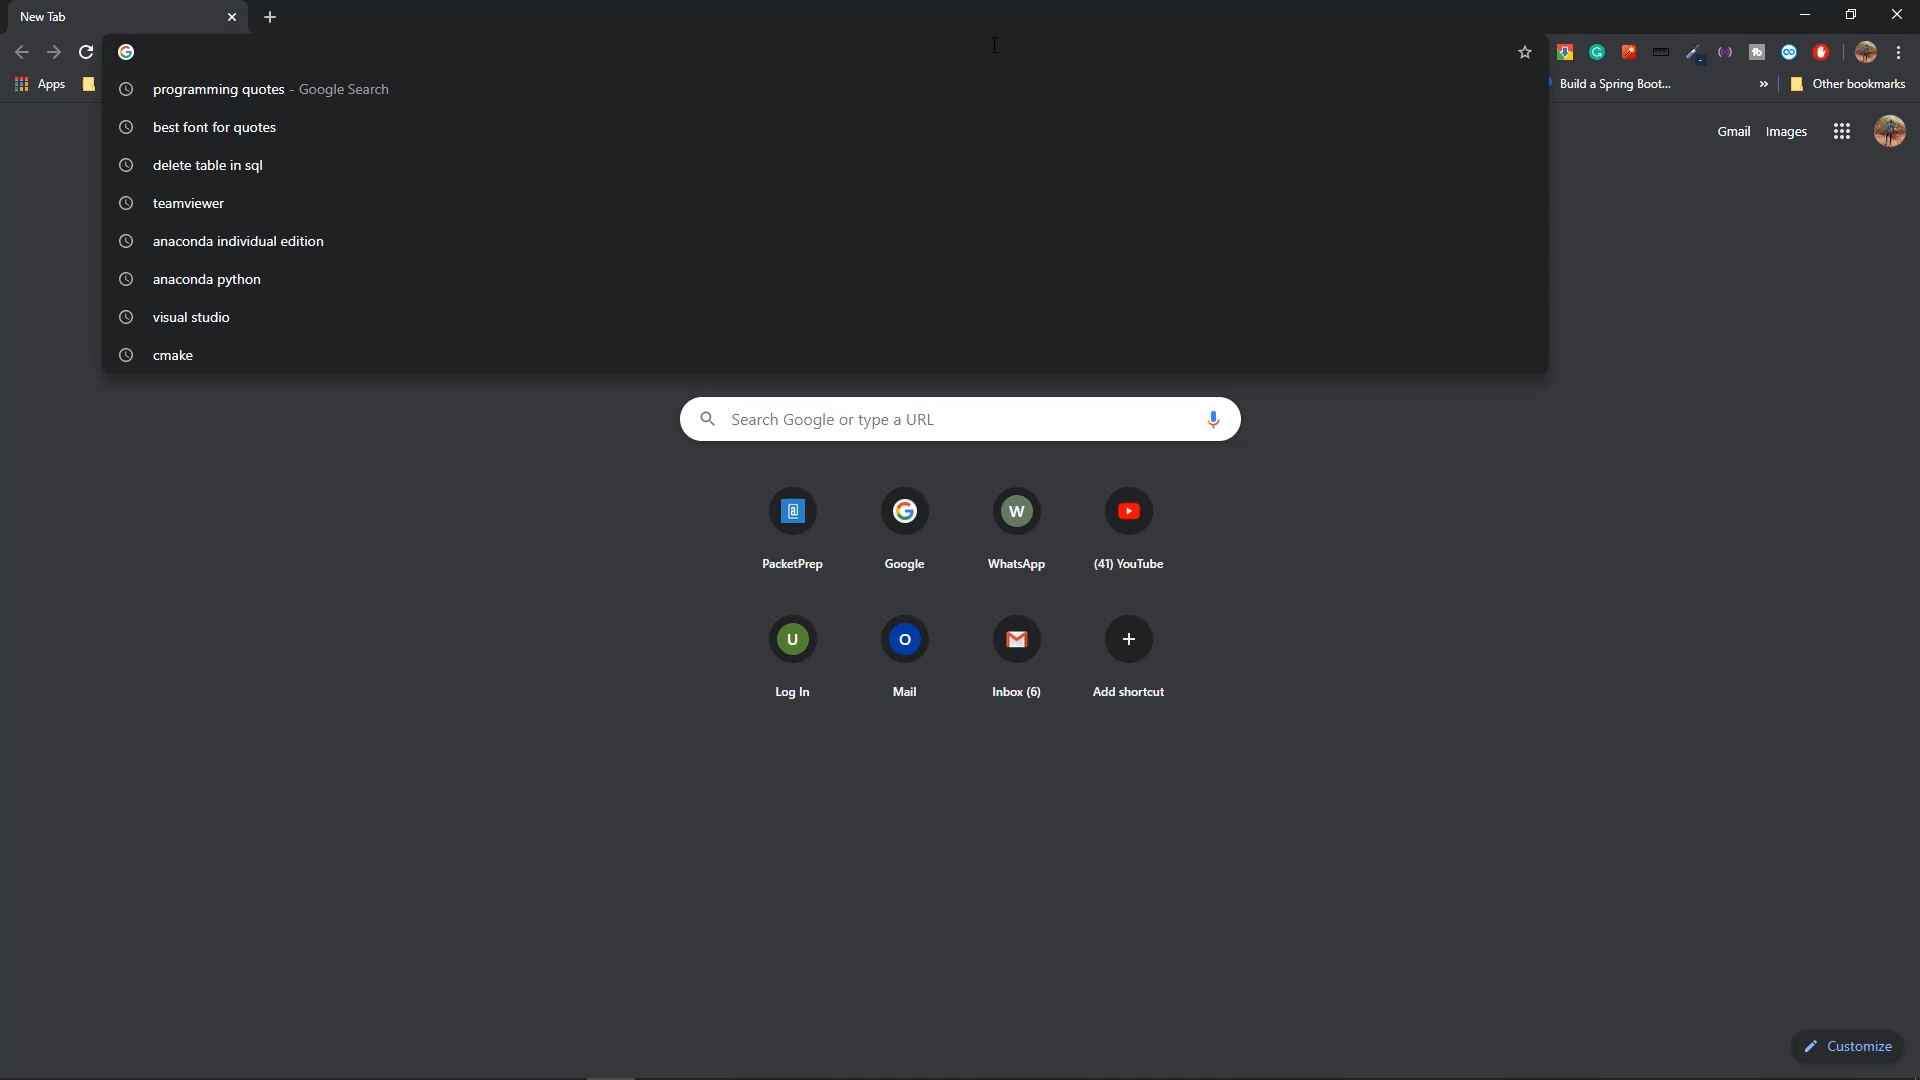 New Tab
Apps
Build a Spring Boot...
»
Other bookmarks
programming quotes - Google Search
best font for quotes
delete table in sql
teamviewer
anaconda individual edition
anaconda python
visual studio
cmake
Gmail Images
Search Google or type a URL
PacketPrep Google W WhatsApp (41) YouTube
U Log In O Mail Inbox (6) Add shortcut
Customize